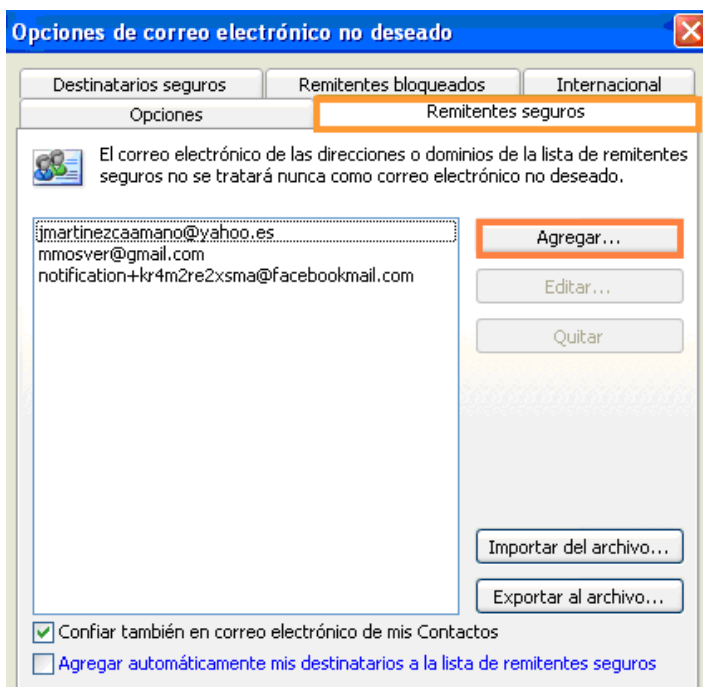 Opciones de correo electrónico no deseado
Destinatarios seguros
Remitentes bloqueados
Internacional
Opciones
Remitentes seguros
El correo electrónico de las direcciones o dominios de la lista de remitentes
seguros no se tratará nunca como correo electrónico no deseado.
jmartinezcaamano@yahoo.es
mmosver@gmail.com
notification+kr4m2re2xsma@facebookmail.com
Agregar...
Editar...
Quitar
Importar del archivo...
Exportar al archivo...
Confiar también en correo electrónico de mis Contactos
Agregar automáticamente mis destinatarios a la lista de remitentes seguros